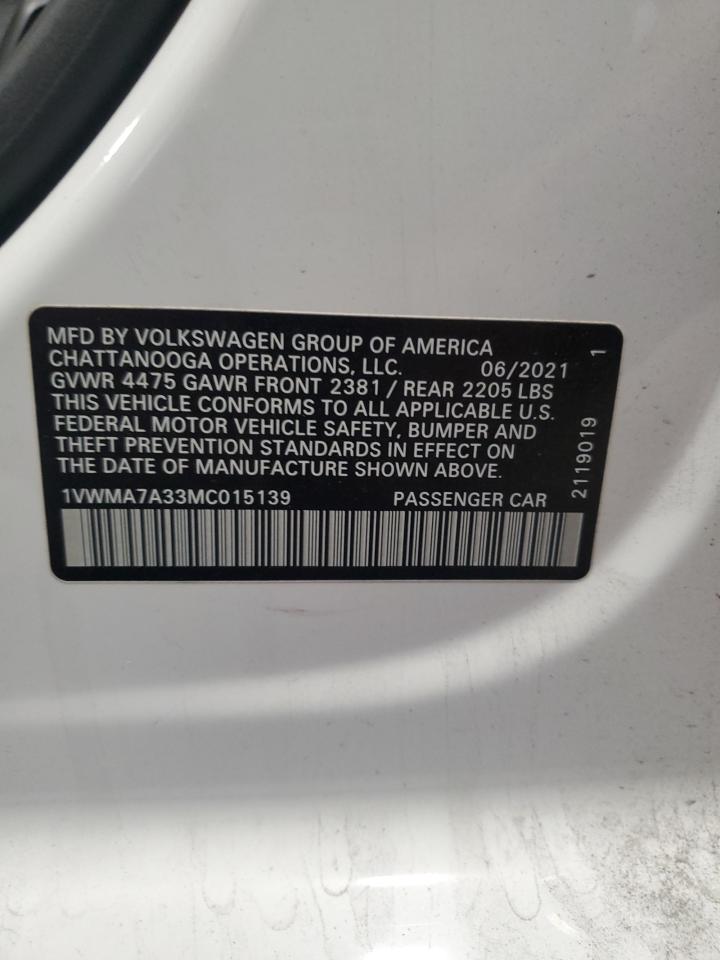 MFD BY VOLKSWAGEN GROUP OF AMERICA
CHATTANOOGA OPERATIONS, LLC. 06/2021
GVWR 4475 GAWR FRONT 2381 / REAR 2205 LBS
THIS VEHICLE CONFORMS TO ALL APPLICABLE U.S.
FEDERAL MOTOR VEHICLE SAFETY, BUMPER AND
THEFT PREVENTION STANDARDS IN EFFECT ON
THE DATE OF MANUFACTURE SHOWN ABOVE.
1VWMA7A33MC015139 PASSENGER CAR
2119019 1